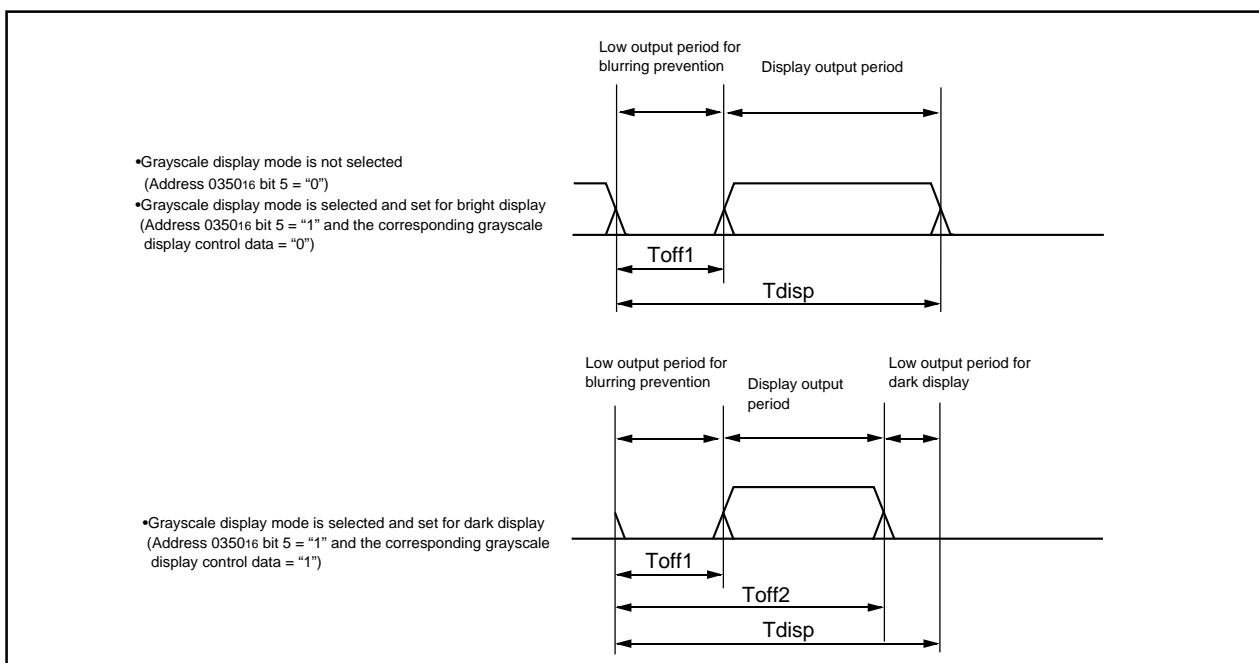 Low output period for
blurring prevention
Display output period
•Grayscale display mode is not selected
(Address 035016 bit 5 = “0”)
•Grayscale display mode is selected and set for bright display
(Address 035016 bit 5 = “1” and the corresponding grayscale
display control data = “0”)
Toff1
Tdisp
Low output period for
blurring prevention
Display output
period
Low output period for
dark display
•Grayscale display mode is selected and set for dark display
(Address 035016 bit 5 = “1” and the corresponding grayscale
display control data = “1”)
Toff1
Toff2
Tdisp